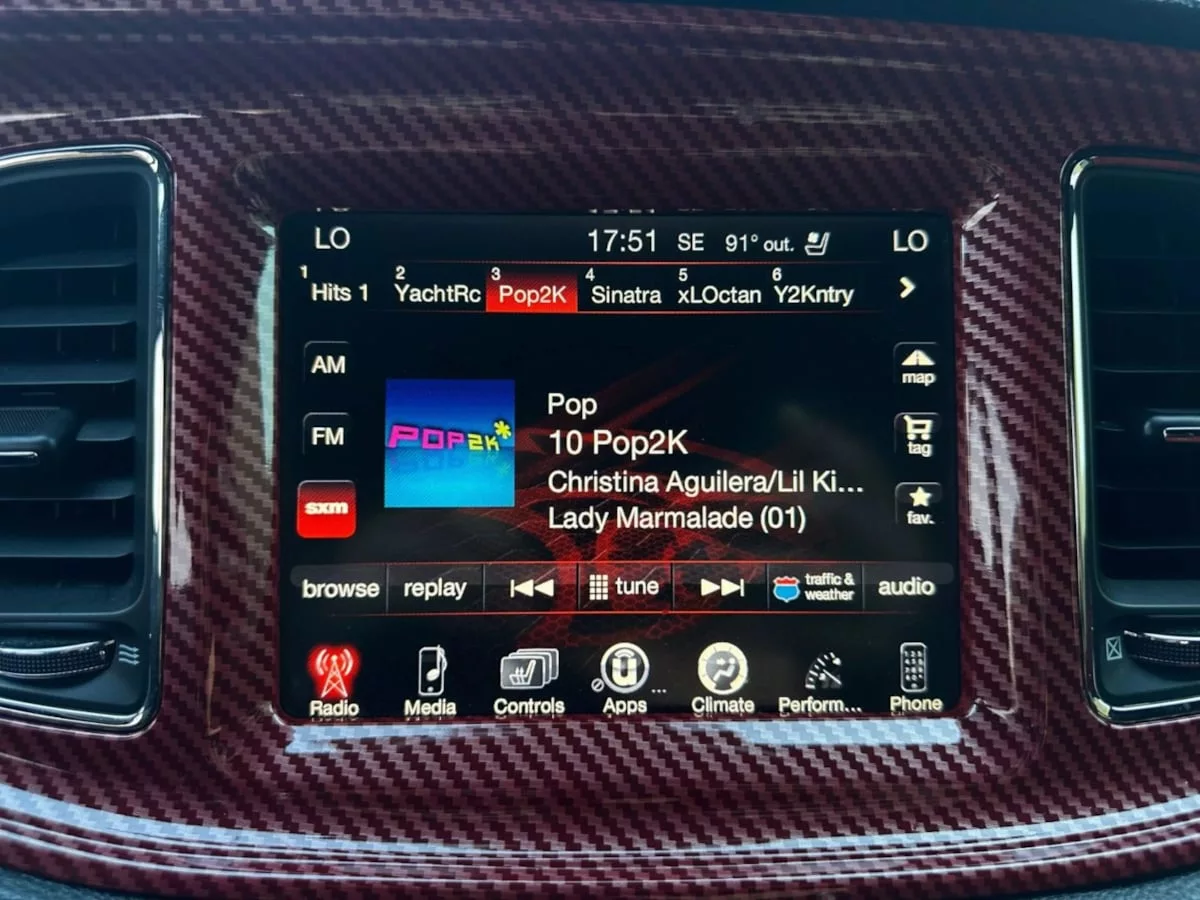 LO 17:51 SE 91° out. LO
1 Hits 1 2 YachtRc 3 Pop2K 4 Sinatra 5 xLOctan 6 Y2Kntry
AM
map
FM
POP2K*
tag
sxm
fav.
Pop
10 Pop2K
Christina Aguilera/Lil Ki...
Lady Marmalade (01)
browse replay tune traffic & weather audio
Radio Media Controls Apps ... Climate Perform... Phone